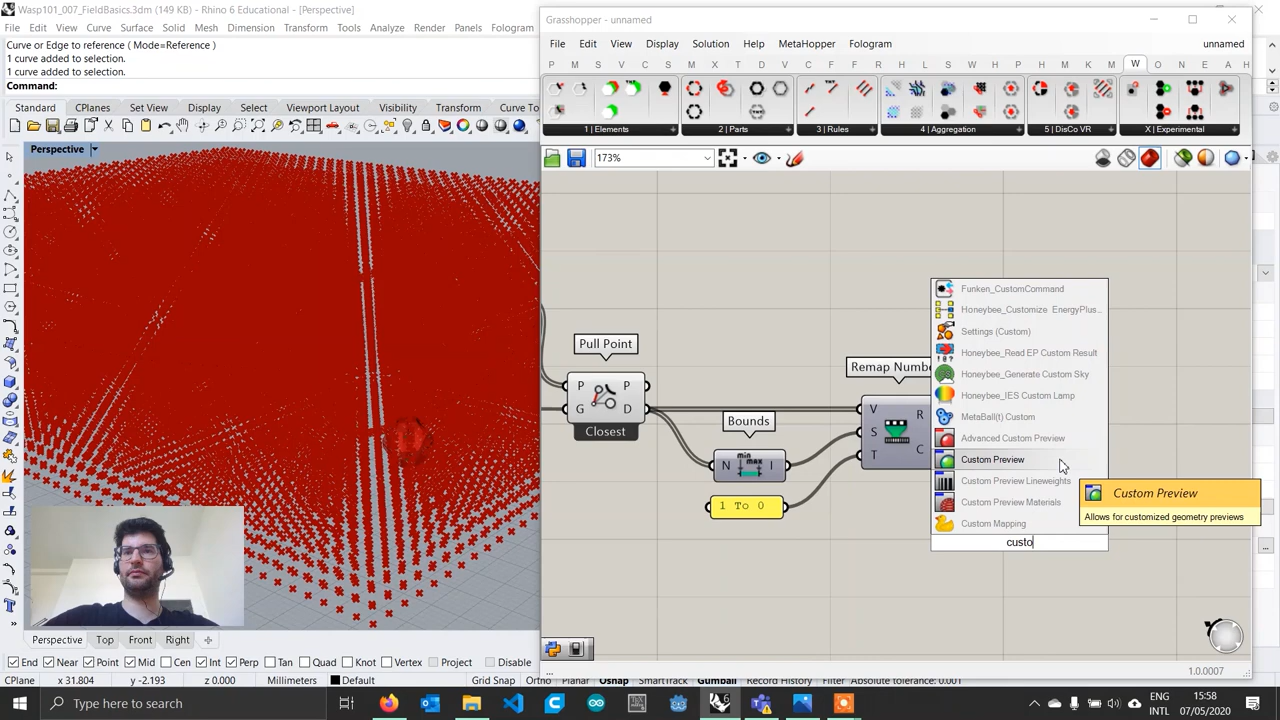 Wasp101_007_FieldBasics.3dm (149 KB) - Rhino 6 Educational - [Perspective]
File Edit View Curve Surface Solid Mesh Dimension Transform Tools Analyze Render Panels Fologram
Curve or Edge to reference ( Mode=Reference )
1 curve added to selection.
1 curve added to selection.
Command:
Standard CPlanes Set View Display Select Viewport Layout Visibility Transform Curve To
Perspective
Grasshopper - unnamed
File Edit View Display Solution Help MetaHopper Fologram unnamed
P M S V C S M X T D V C F R L S W T P H M K M W O E A H
1 | Elements 2 | Parts 3 | Rules 4 | Aggregation 5 | DisCo VR X | Experimental
173%
Pull Point
P P
G D
Closest
Bounds
N min max I
1 To 0
Remap Numbe
V R
S
T C
Funken_CustomCommand
Honeybee_Customize EnergyPlus...
Settings (Custom)
Honeybee_Read EP Custom Result
Honeybee_Generate Custom Sky
Honeybee_IES Custom Lamp
MetaBall(t) Custom
Advanced Custom Preview
Custom Preview
Custom Preview Lineweights
Custom Preview Materials
Custom Mapping
custo
Custom Preview
Allows for customized geometry previews
...
1.0.0007
Perspective Top Front Right
End Near Point Mid Cen Int Perp Tan Quad Knot Vertex Project Disable
CPlane x 31.804 y -2.193 z 0.000 Millimeters Default Grid Snap Ortho Planar Osnap SmartTrack Gumball Record History Filter Absolute tolerance: 0.001
Type here to search
ENG
INTL
15:58
07/05/2020